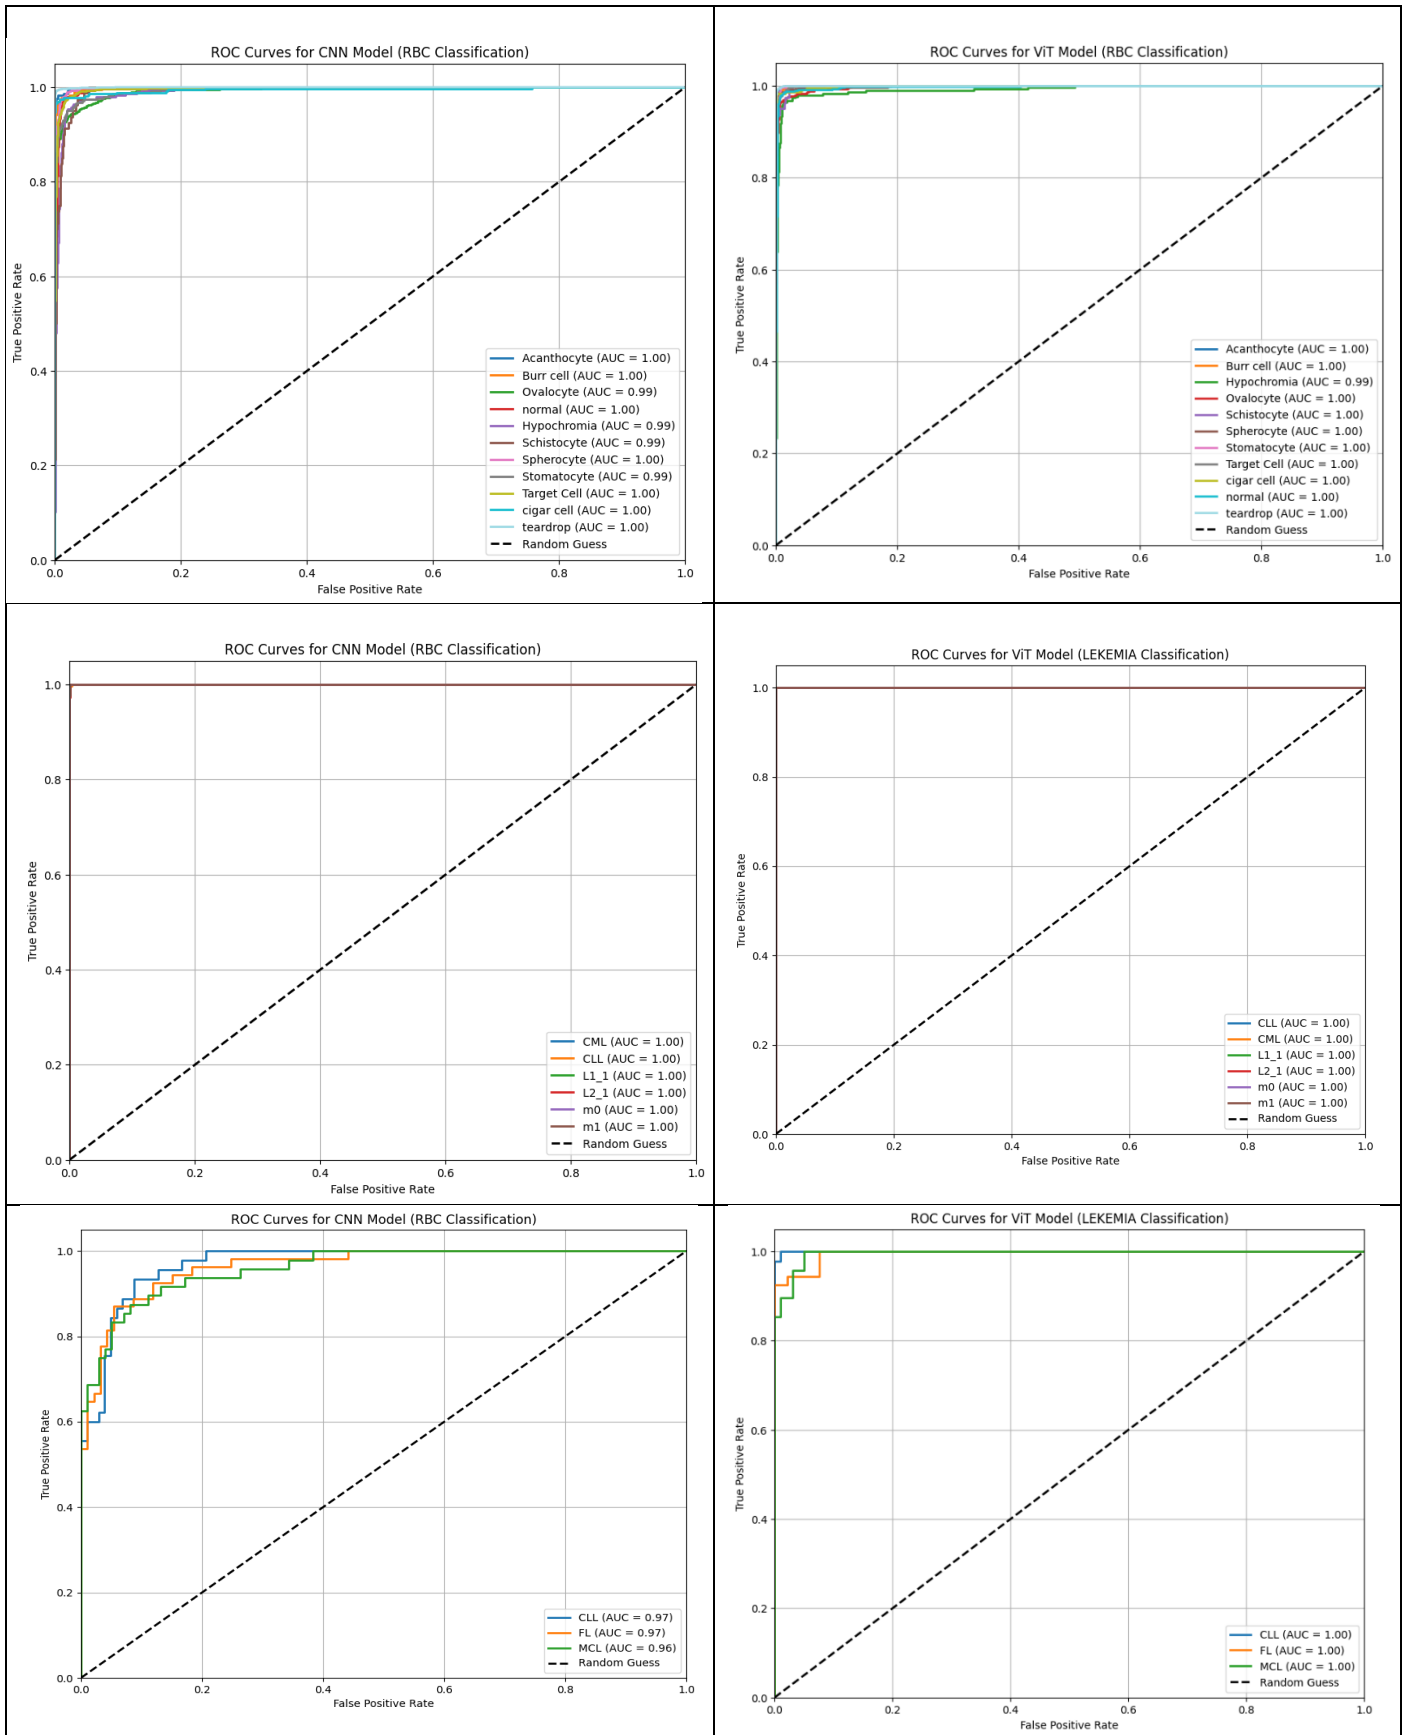 ROC Curves for CNN Model (RBC Classification)
True Positive Rate
1.0
0.8
0.6
0.4
0.2
0.0
Acanthocyte (AUC = 1.00)
Burr cell (AUC = 1.00)
Ovalocyte (AUC = 0.99)
normal (AUC = 1.00)
Hypochromia (AUC = 0.99)
Schistocyte (AUC = 0.99)
Spherocyte (AUC = 1.00)
Stomatocyte (AUC = 0.99)
Target Cell (AUC = 1.00)
cigar cell (AUC = 1.00)
teardrop (AUC = 1.00)
Random Guess
0.0 0.2 0.4 0.6 0.8 1.0
False Positive Rate
ROC Curves for ViT Model (RBC Classification)
True Positive Rate
1.0
0.8
0.6
0.4
0.2
0.0
Acanthocyte (AUC = 1.00)
Burr cell (AUC = 1.00)
Hypochromia (AUC = 0.99)
Ovalocyte (AUC = 1.00)
Schistocyte (AUC = 1.00)
Spherocyte (AUC = 1.00)
Stomatocyte (AUC = 1.00)
Target Cell (AUC = 1.00)
cigar cell (AUC = 1.00)
normal (AUC = 1.00)
teardrop (AUC = 1.00)
Random Guess
0.0 0.2 0.4 0.6 0.8 1.0
False Positive Rate
ROC Curves for CNN Model (RBC Classification)
True Positive Rate
1.0
0.8
0.6
0.4
0.2
0.0
CML (AUC = 1.00)
CLL (AUC = 1.00)
L1_1 (AUC = 1.00)
L2_1 (AUC = 1.00)
m0 (AUC = 1.00)
m1 (AUC = 1.00)
Random Guess
0.0 0.2 0.4 0.6 0.8 1.0
False Positive Rate
ROC Curves for ViT Model (LEKEMIA Classification)
True Positive Rate
1.0
0.8
0.6
0.4
0.2
0.0
CLL (AUC = 1.00)
CML (AUC = 1.00)
L1_1 (AUC = 1.00)
L2_1 (AUC = 1.00)
m0 (AUC = 1.00)
m1 (AUC = 1.00)
Random Guess
0.0 0.2 0.4 0.6 0.8 1.0
False Positive Rate
ROC Curves for CNN Model (RBC Classification)
True Positive Rate
1.0
0.8
0.6
0.4
0.2
0.0
CLL (AUC = 0.97)
FL (AUC = 0.97)
MCL (AUC = 0.96)
Random Guess
0.0 0.2 0.4 0.6 0.8 1.0
False Positive Rate
ROC Curves for ViT Model (LEKEMIA Classification)
True Positive Rate
1.0
0.8
0.6
0.4
0.2
0.0
CLL (AUC = 1.00)
FL (AUC = 1.00)
MCL (AUC = 1.00)
Random Guess
0.0 0.2 0.4 0.6 0.8 1.0
False Positive Rate